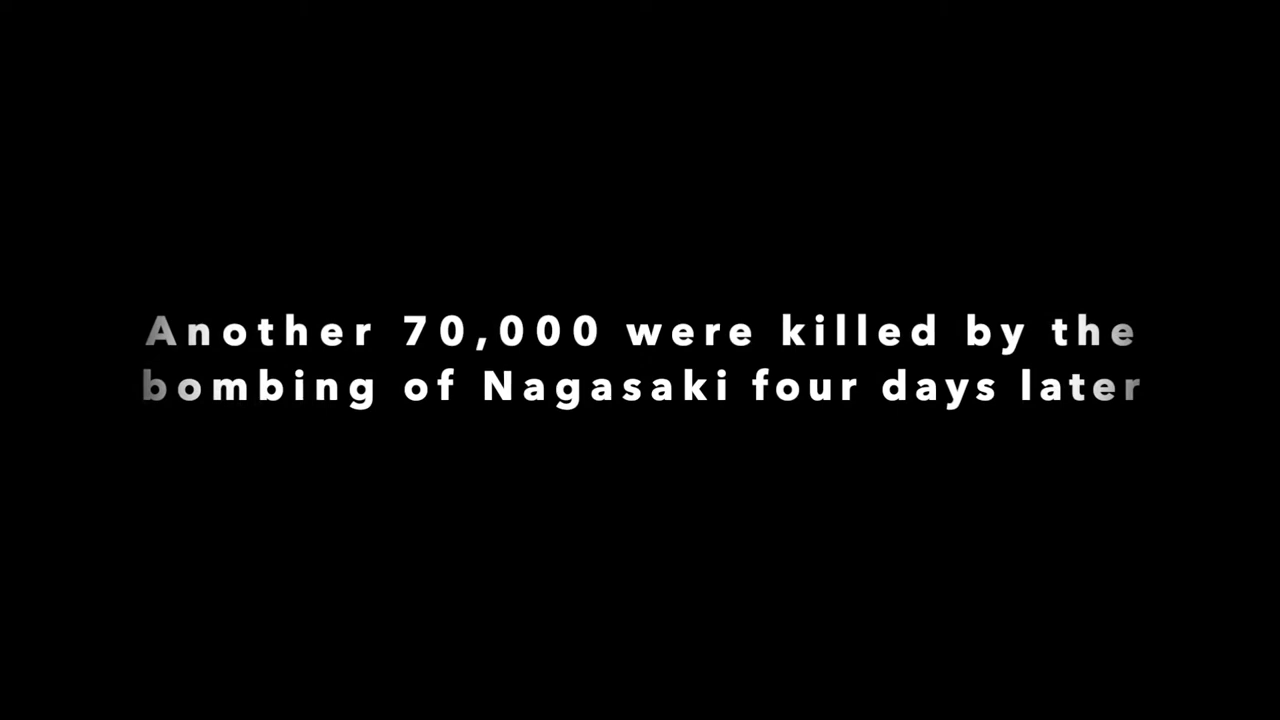 Another 70,000 were killed by the
bombing of Nagasaki four days later